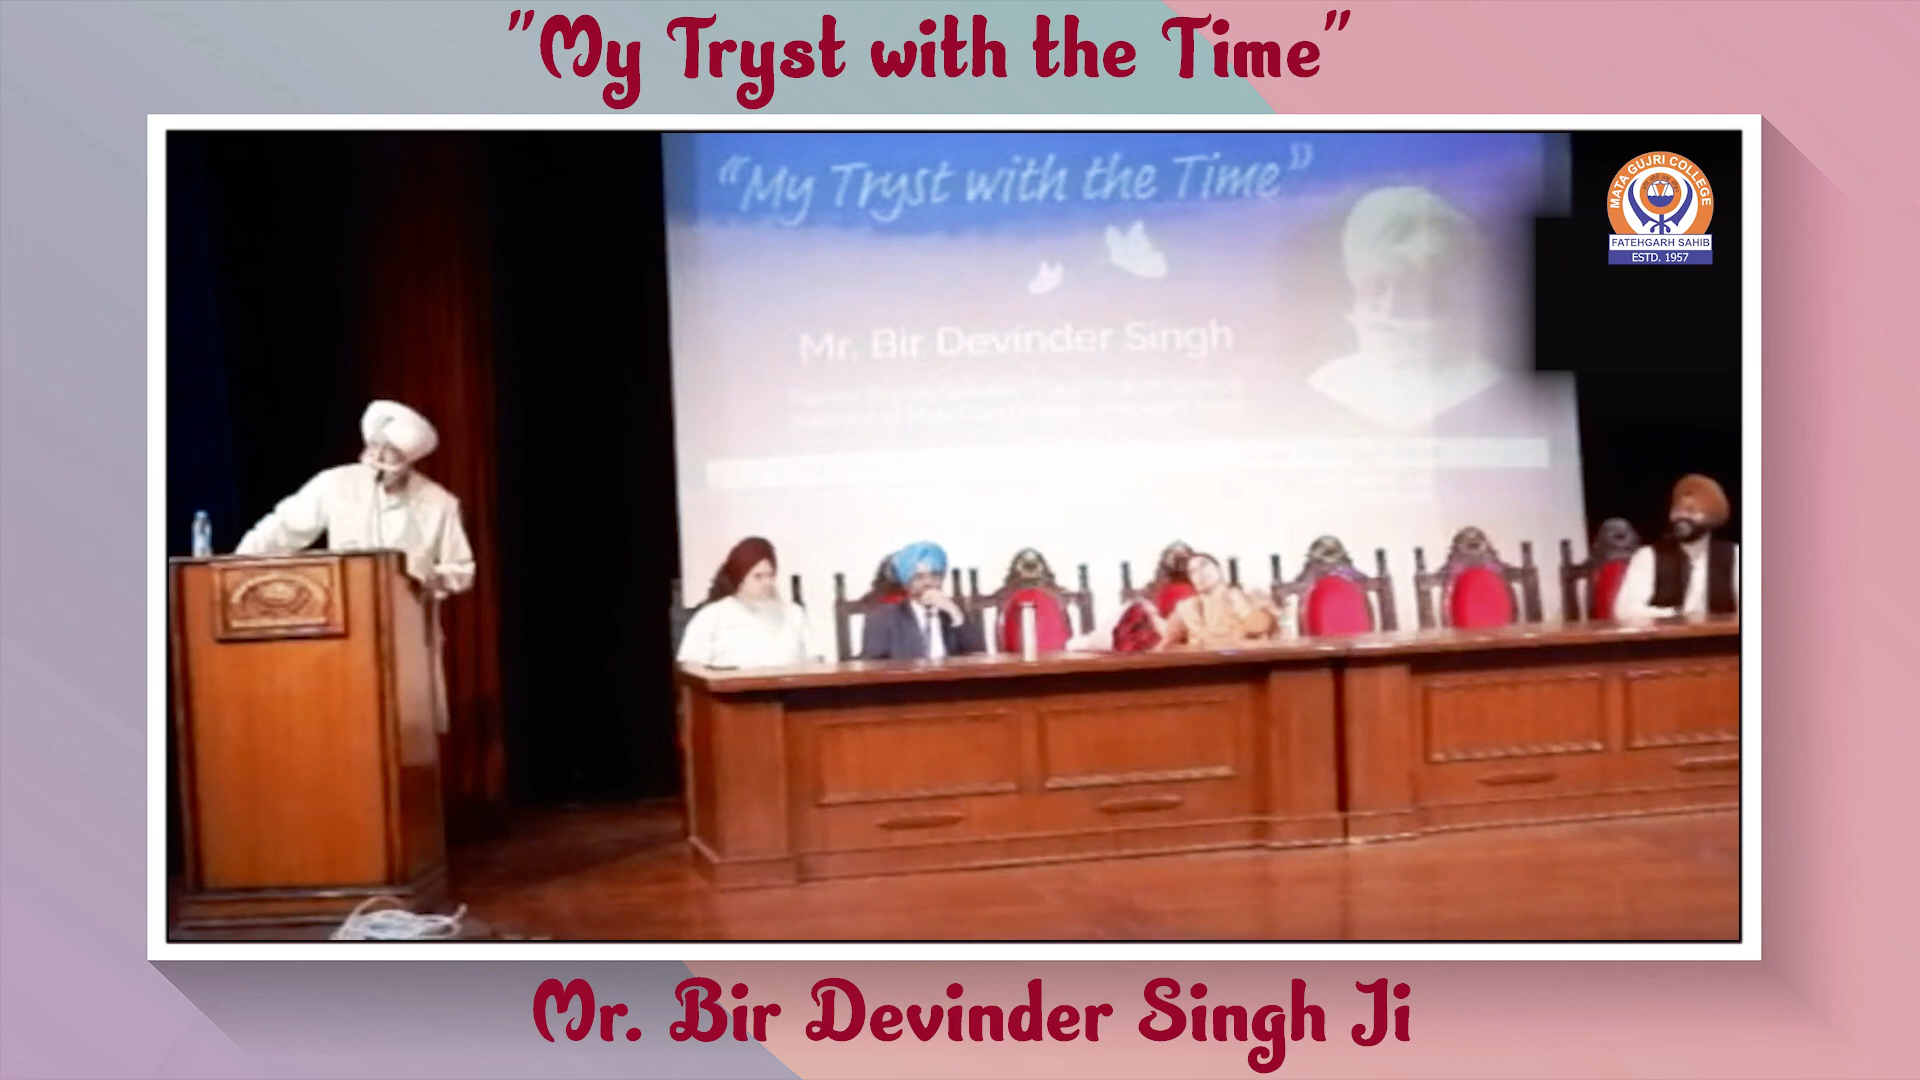 "My Tryst with the Time"
"My Tryst with the Time"
Mr. Bir Devinder Singh
MATA GUJRI COLLEGE
FATEHGARH SAHIB
ESTD. 1957
Mr. Bir Devinder Singh Ji